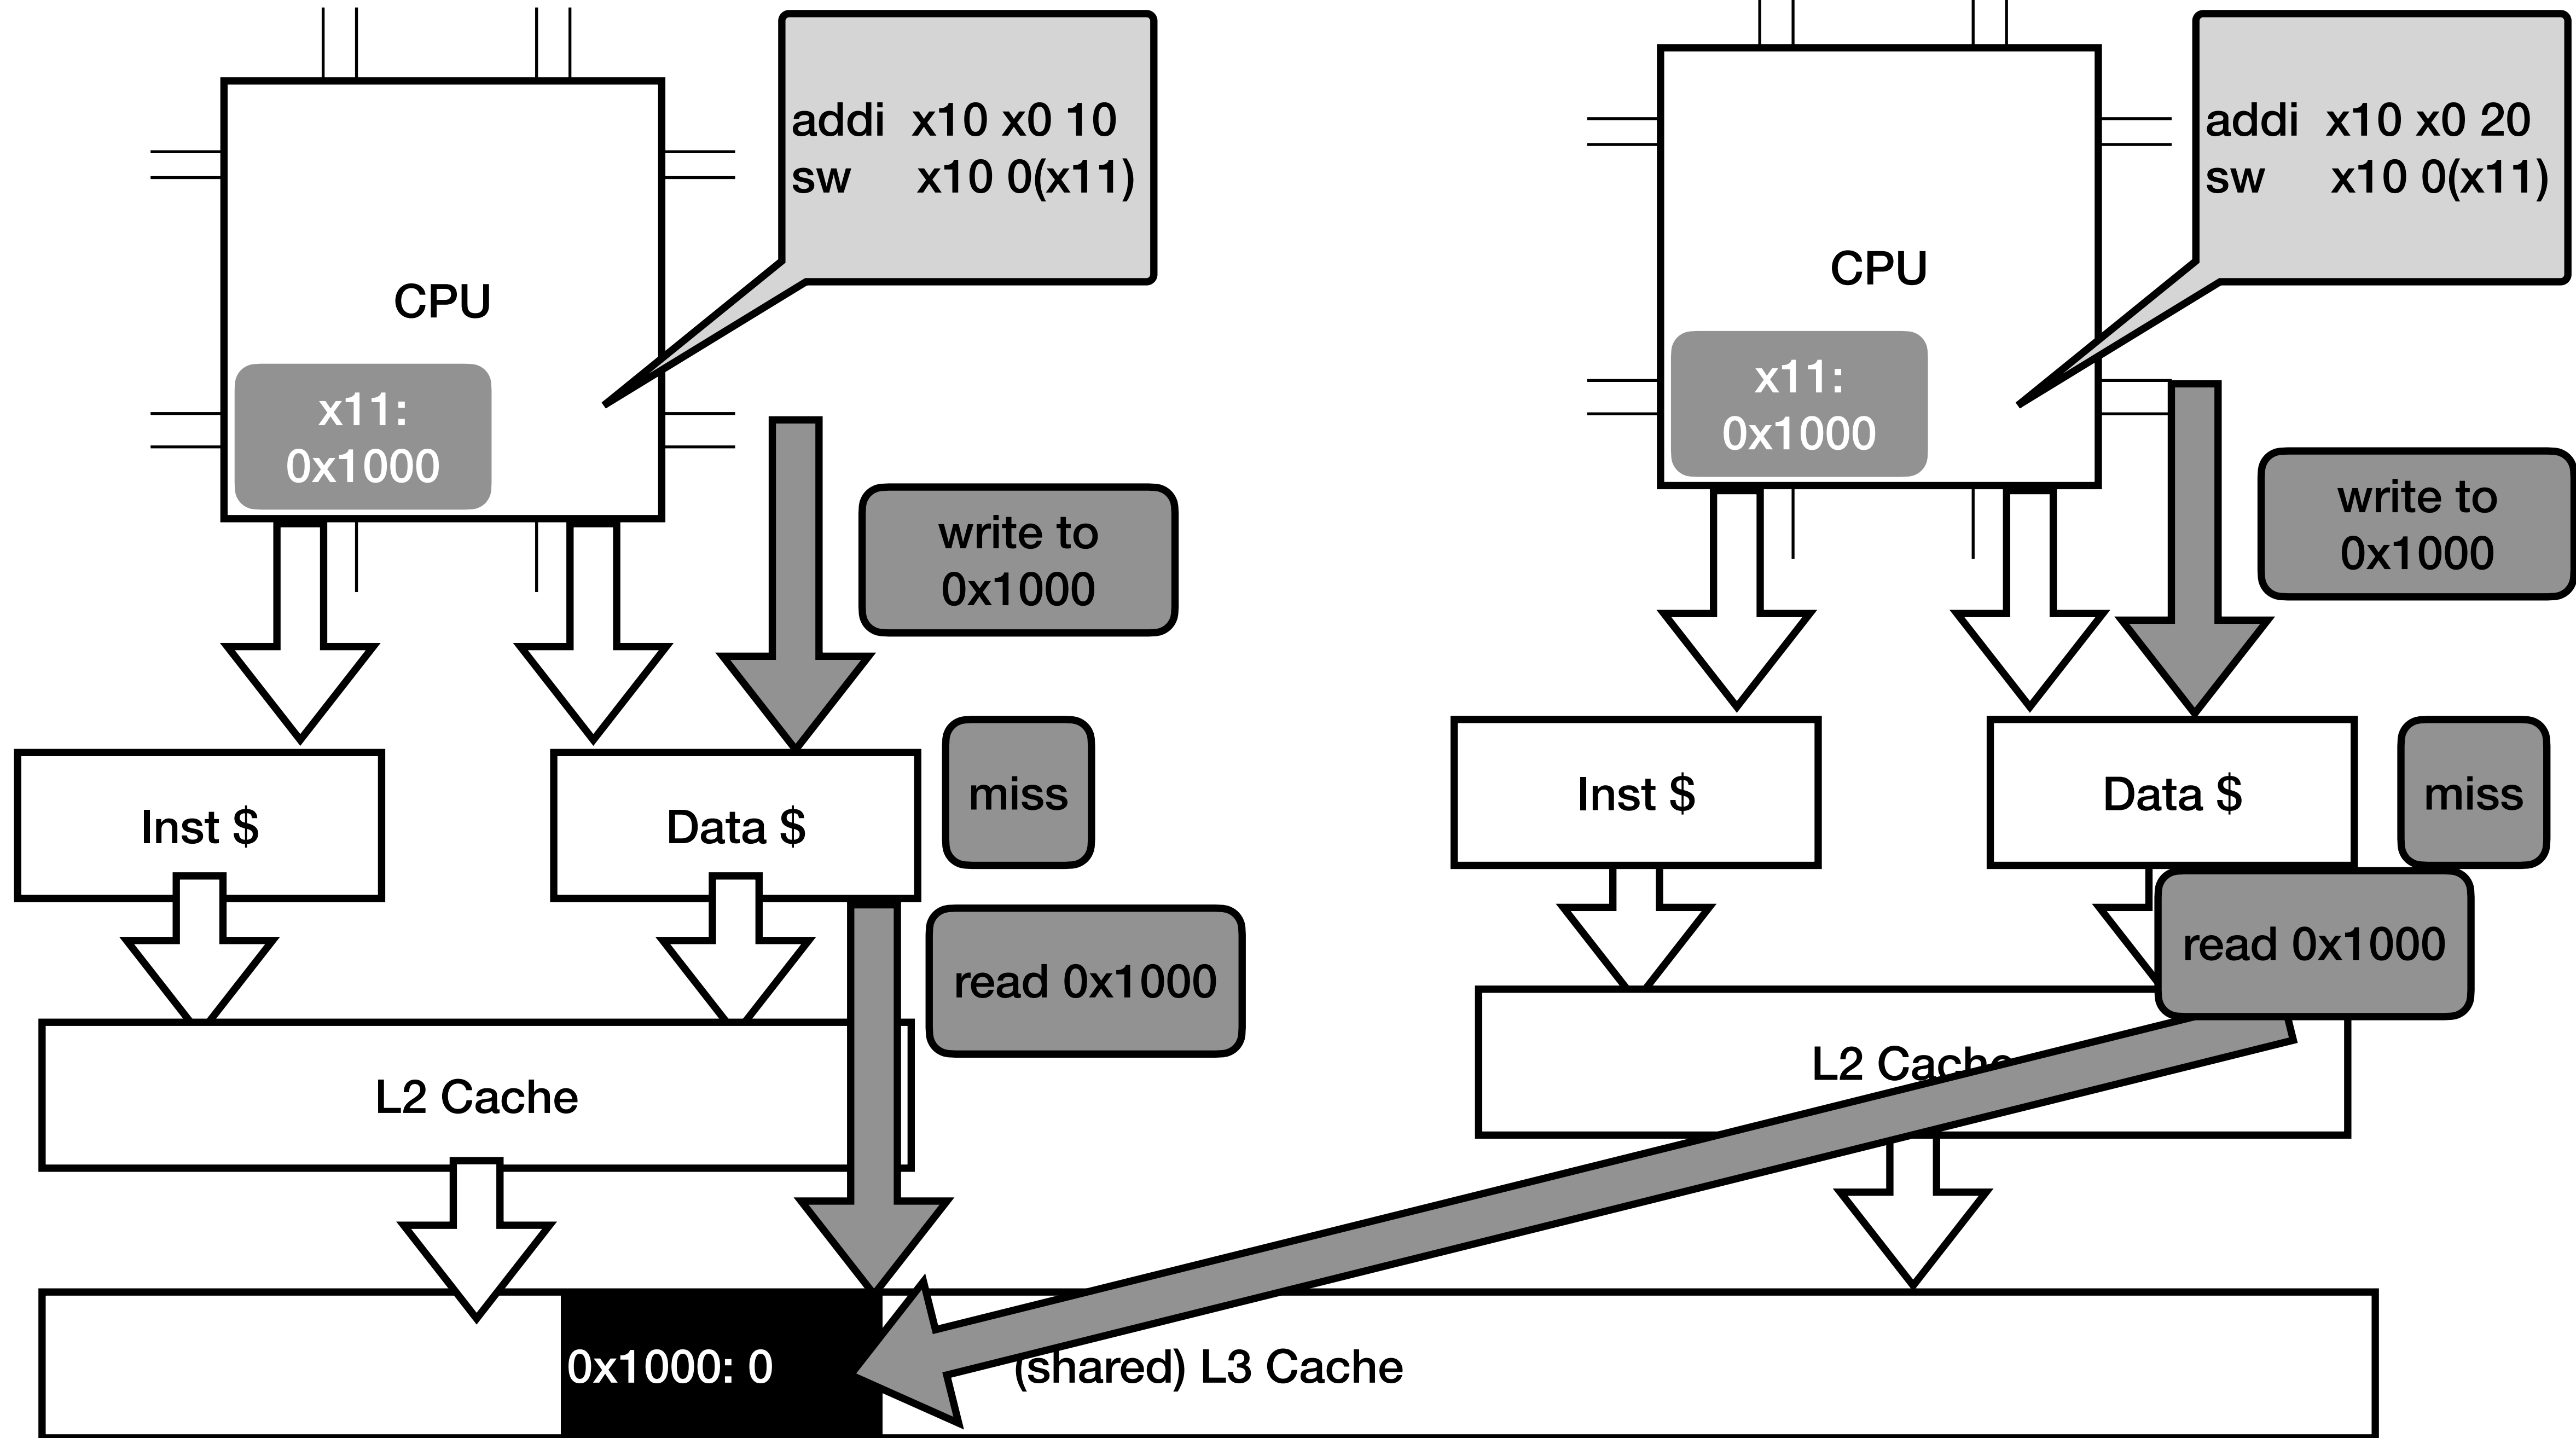 addi x10 x0 10
sw x10 0(x11)
CPU
x11:
0x1000
write to
0x1000
Inst $
Data $
miss
read 0x1000
L2 Cache
addi x10 x0 20
sw x10 0(x11)
CPU
x11:
0x1000
write to
0x1000
Inst $
Data $
miss
read 0x1000
L2 Cache
0x1000: 0
(shared) L3 Cache